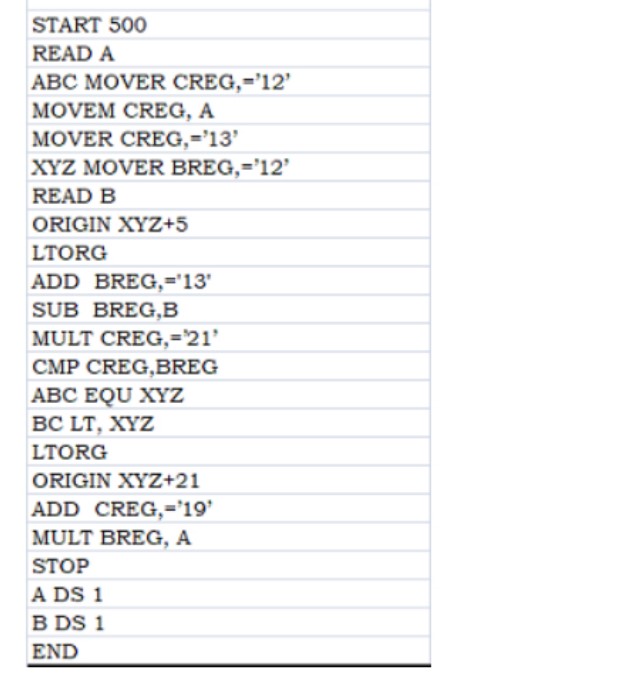 START 500
READ A
ABC MOVER CREG,=’12’
MOVEM CREG, A
MOVER CREG,=’13’
XYZ MOVER BREG,=’12’
READ B
ORIGIN XYZ+5
LTORG
ADD BREG,='13'
SUB BREG,B
MULT CREG,=’21’
CMP CREG,BREG
ABC EQU XYZ
BC LT, XYZ
LTORG
ORIGIN XYZ+21
ADD CREG,=’19’
MULT BREG, A
STOP
A DS 1
B DS 1
END